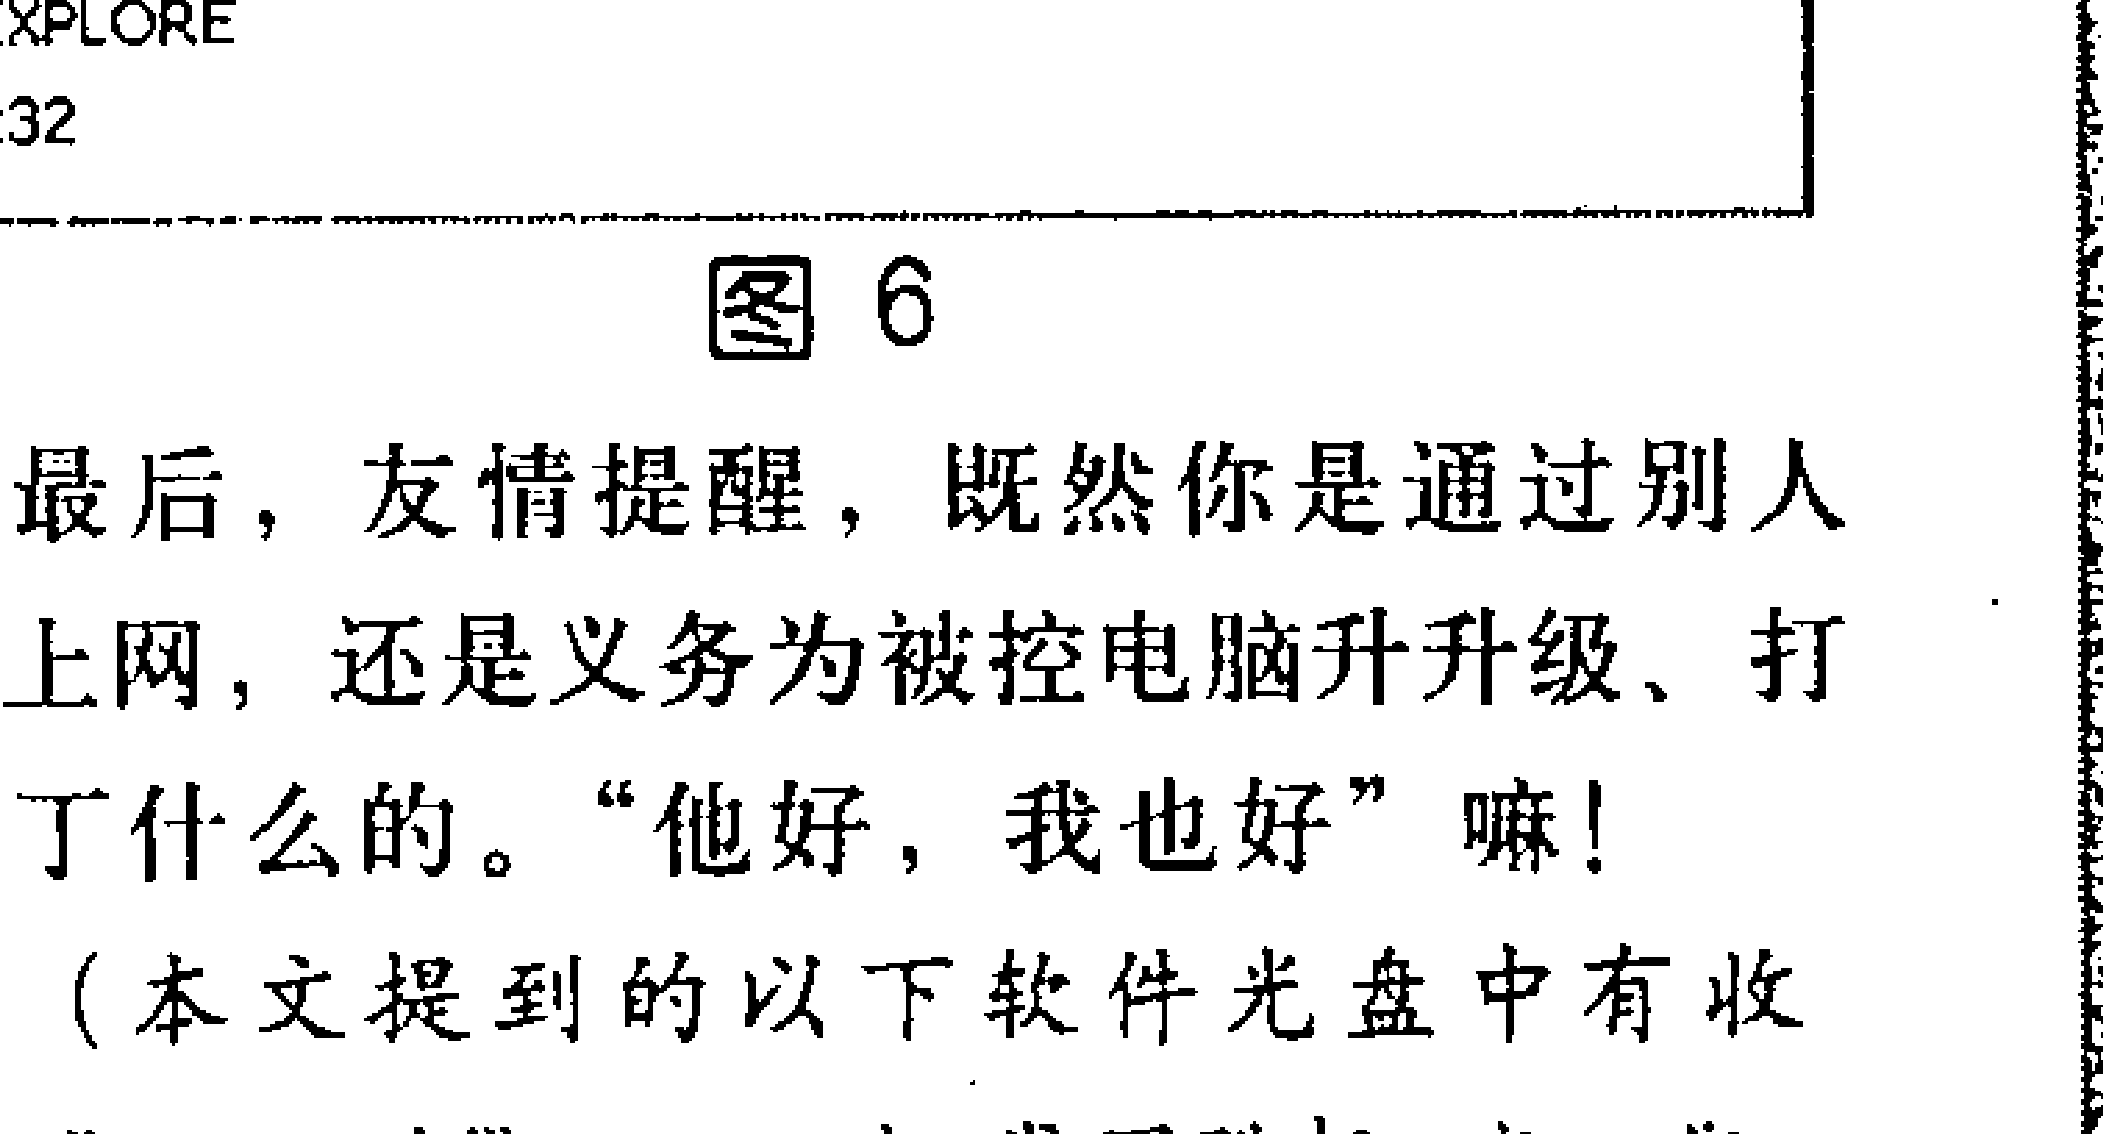 EXPLORE
32
图 6
最后，友情提醒，既然你是通过别人
上网，还是义务为被控电脑升升级、打
丁什么的。“他好，我也好”嘛！
（本文提到的以下软件光盘中有收